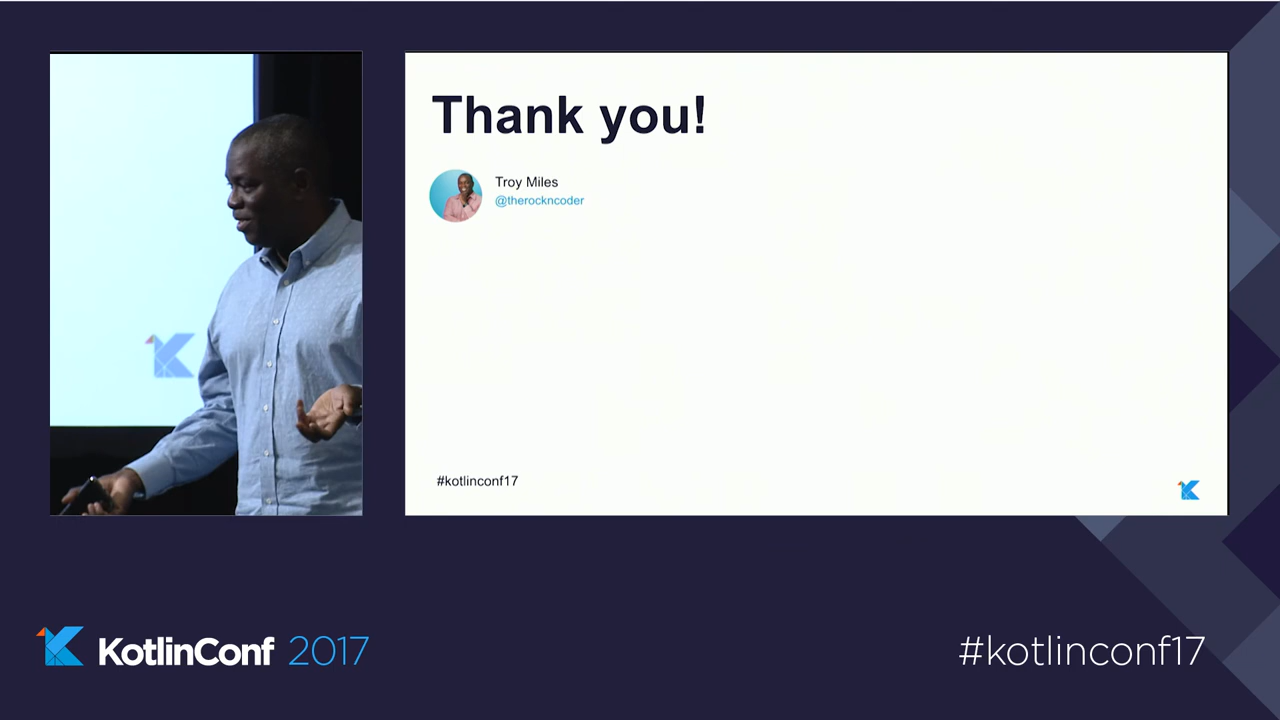 Thank you!
Troy Miles
@therockncoder
#kotlinconf17
KotlinConf 2017
#kotlinconf17